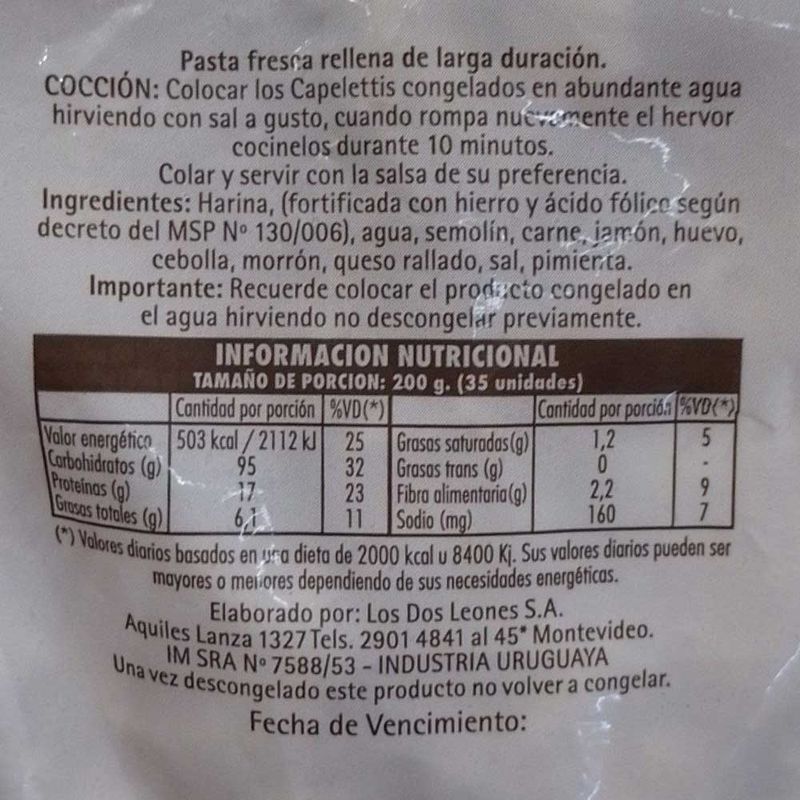 Pasta fresca rellena de larga duración.
COCCIÓN: Colocar los Capelettis congelados en abundante agua
hirviendo con sal a gusto, cuando rompa nuevamente el hervor
cocinelos durante 10 minutos.
Colar y servir con la salsa de su preferencia.
Ingredientes: Harina, (fortificada con hierro y ácido fólico según
decreto del MSP Nº 130/006), agua, semolín, carne, jamón, huevo,
cebolla, morrón, queso rallado, sal, pimienta.
Importante: Recuerde colocar el producto congelado en
el agua hirviendo no descongelar previamente.
INFORMACION NUTRICIONAL
TAMAÑO DE PORCION: 200 g. (35 unidades)
Cantidad por porción %VD(*) Cantidad por porción %VD(*)
Valor energético 503 kcal / 2112 kJ 25 Grasas saturadas(g) 1,2 5
Carbohidratos (g) 95 32 Grasas trans (g) 0 -
Proteínas (g) 17 23 Fibra alimentaria(g) 2,2 9
Grasas totales (g) 6,1 11 Sodio (mg) 160 7
(*) Valores diarios basados en una dieta de 2000 kcal u 8400 Kj. Sus valores diarios pueden ser
mayores o menores dependiendo de sus necesidades energéticas.
Elaborado por: Los Dos Leones S.A.
Aquiles Lanza 1327 Tels. 2901 4841 al 45* Montevideo.
IM SRA Nº 7588/53 - INDUSTRIA URUGUAYA
Una vez descongelado este producto no volver a congelar.
Fecha de Vencimiento: